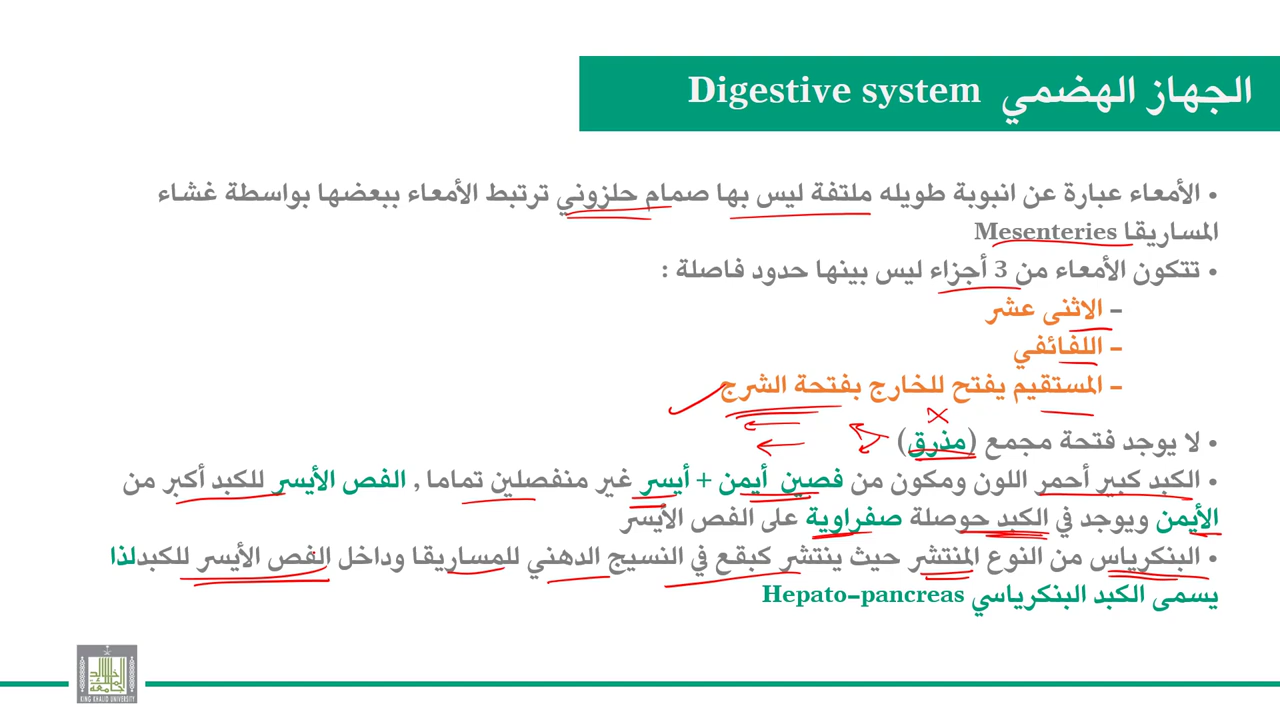 الجهاز الهضمي Digestive system
• الأمعاء عبارة عن انبوبة طويله ملتفة ليس بها صمام حلزوني ترتبط الأمعاء ببعضها بواسطة غشاء
المساريقا Mesenteries
• تتكون الأمعاء من 3 أجزاء ليس بينها حدود فاصلة :
– الاثنى عشر
– اللفائفي
– المستقيم يفتح للخارج بفتحة الشرج
• لا يوجد فتحة مجمع (مذرق)
• الكبد كبير أحمر اللون ومكون من فصين أيمن + أيسر غير منفصلين تماما , الفص الأيسر للكبد أكبر من
الأيمن ويوجد في الكبد حوصلة صفراوية على الفص الأيسر
• البنكرياس من النوع المنتشر حيث ينتشر كبقع في النسيج الدهني للمساريقا وداخل الفص الأيسر للكبدلذا
يسمى الكبد البنكرياسي Hepato-pancreas
KING KHALID UNIVERSITY